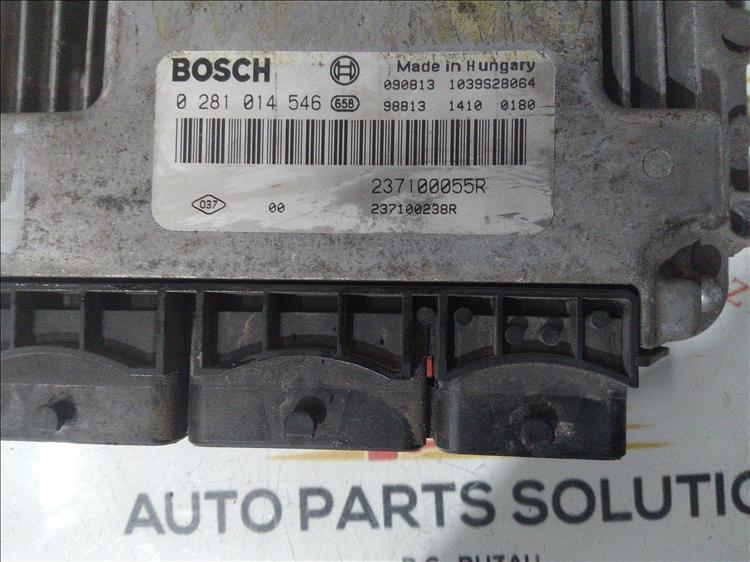 BOSCH
Made in Hungary
090813 1039S28064
0 281 014 546 658
98813 1410 0180
237100055R
037 00 237100238R
AUTO PARTS SOLUTION